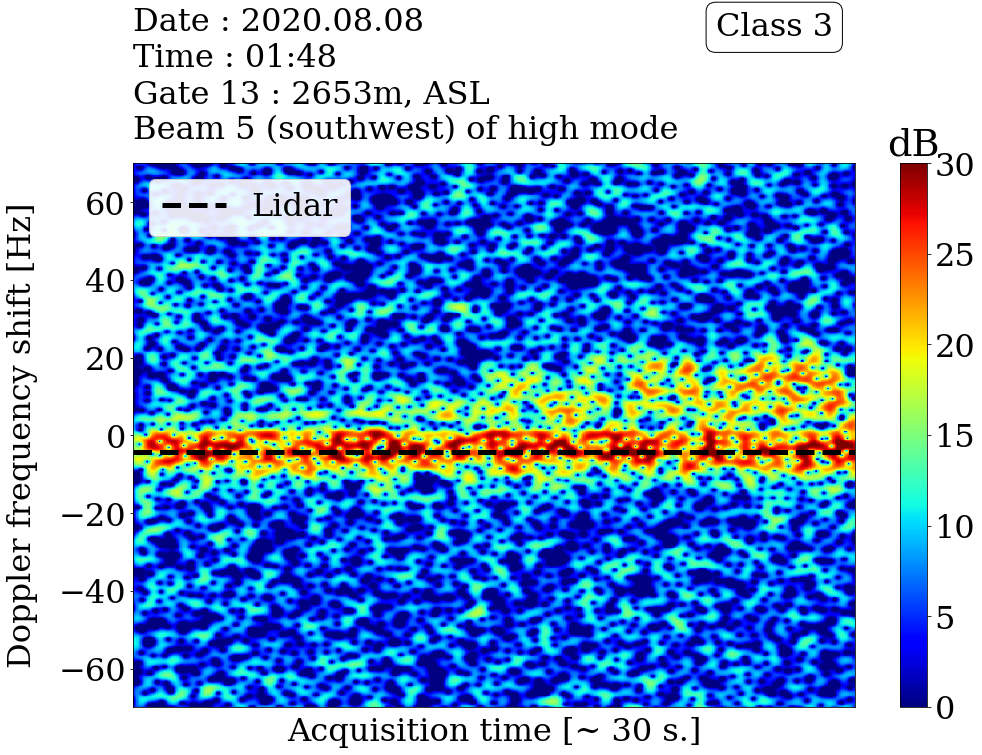 Date : 2020.08.08
Class 3
Time : 01:48
Gate 13 : 2653m, ASL
Beam 5 (southwest) of high mode
dB
Lidar
Doppler frequency shift [Hz]
60
40
20
0
−20
−40
−60
30
25
20
15
10
5
0
Acquisition time [~ 30 s.]